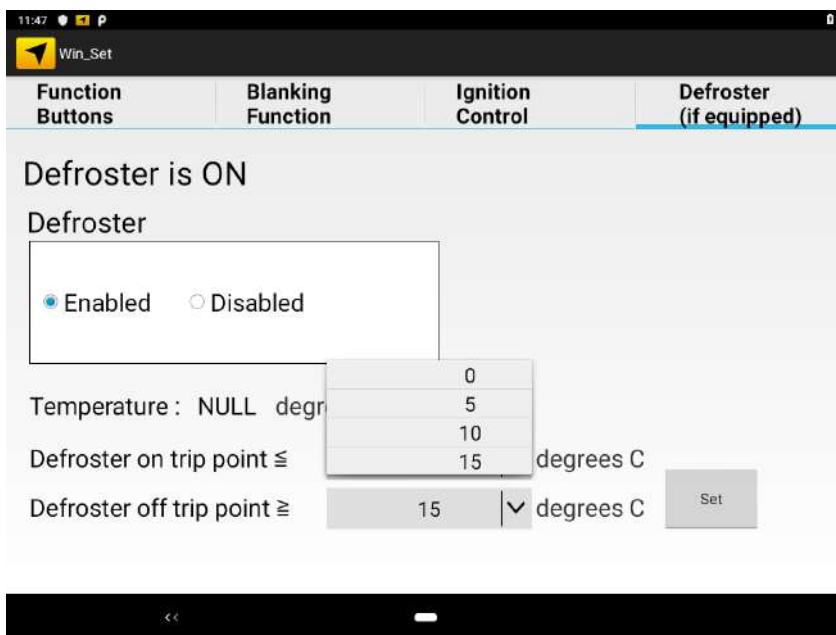 11:47
Win_Set
Function Buttons
Blanking Function
Ignition Control
Defroster (if equipped)
Defroster is ON
Defroster
Enabled
Disabled
0
5
10
15
Temperature : NULL degr
Defroster on trip point ≦
degrees C
Defroster off trip point ≧
15
degrees C
Set
<<